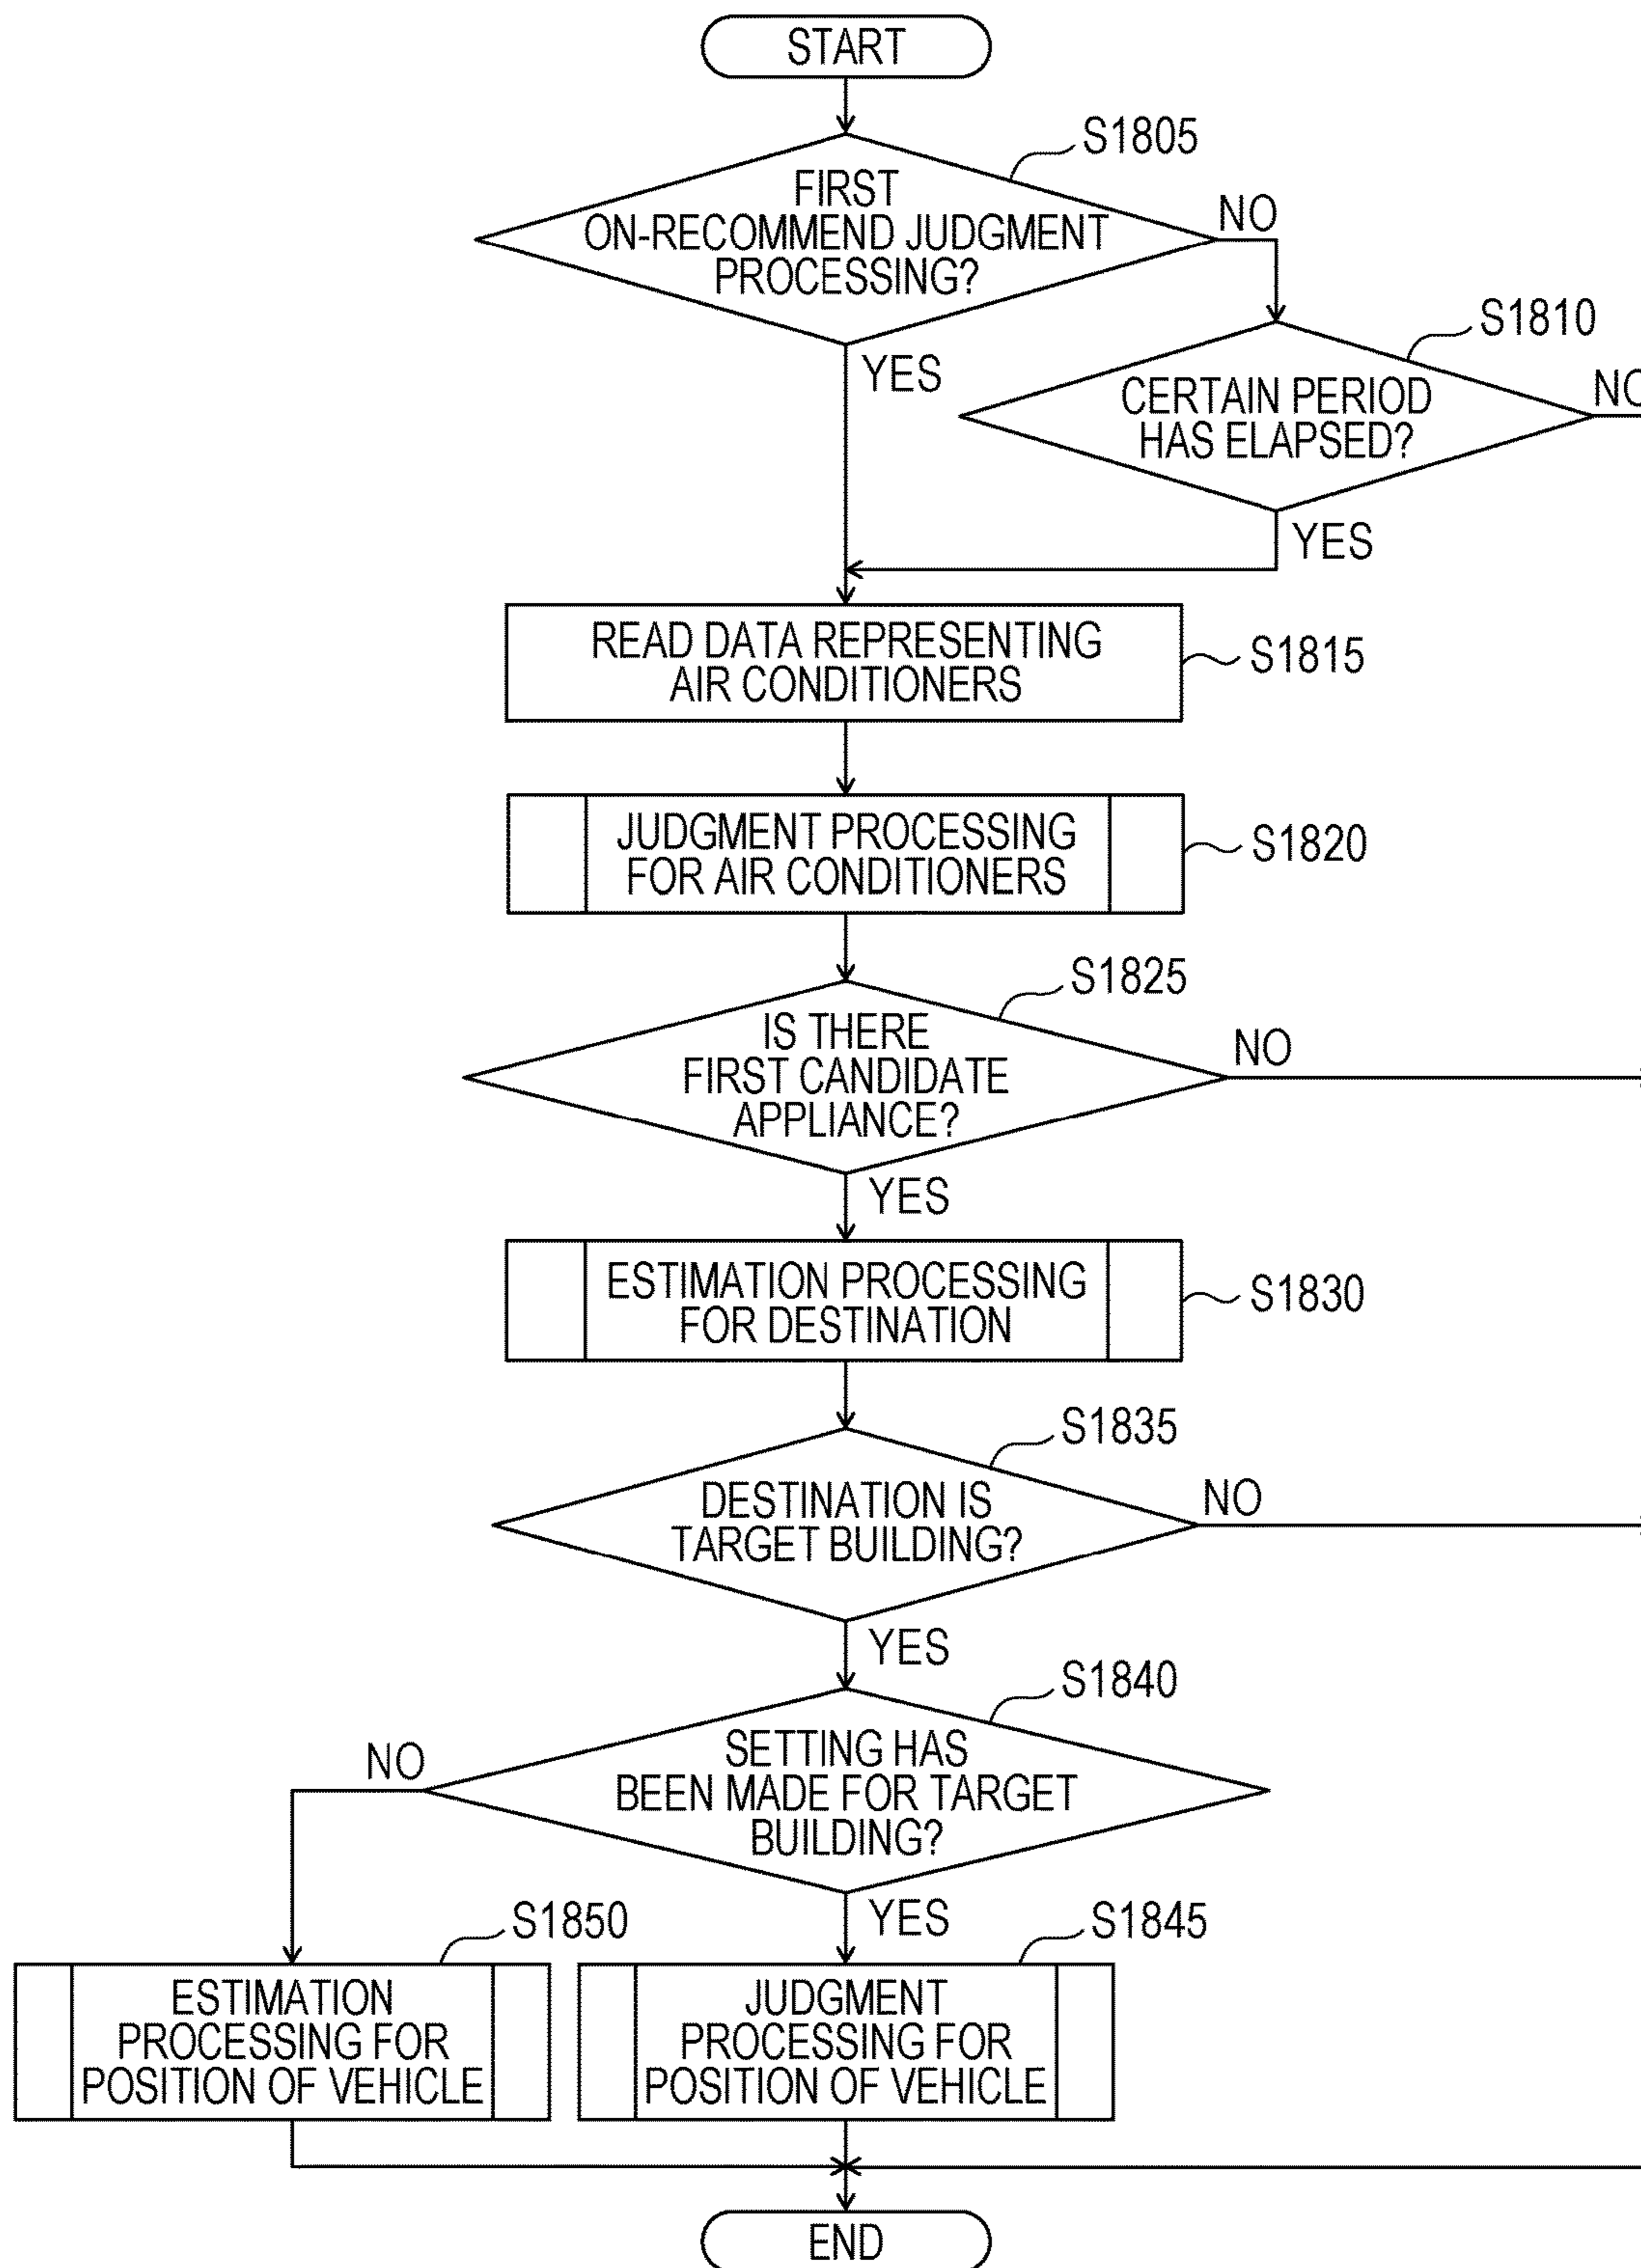 START
S1805
FIRST
ON-RECOMMEND JUDGMENT
PROCESSING?
NO
YES
S1810
CERTAIN PERIOD
HAS ELAPSED?
NO
YES
READ DATA REPRESENTING
AIR CONDITIONERS
S1815
JUDGMENT PROCESSING
FOR AIR CONDITIONERS
S1820
S1825
IS THERE
FIRST CANDIDATE
APPLIANCE?
NO
YES
ESTIMATION PROCESSING
FOR DESTINATION
S1830
S1835
DESTINATION IS
TARGET BUILDING?
NO
YES
S1840
SETTING HAS
BEEN MADE FOR TARGET
BUILDING?
NO
YES
S1850
ESTIMATION
PROCESSING FOR
POSITION OF VEHICLE
S1845
JUDGMENT
PROCESSING FOR
POSITION OF VEHICLE
END